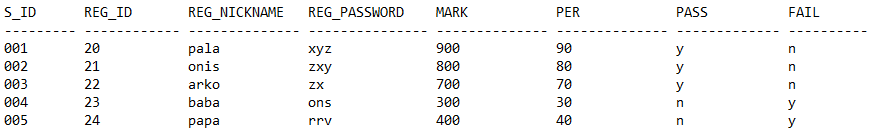 S_ID REG_ID REG_NICKNAME REG_PASSWORD MARK PER PASS FAIL
--------- ------------- --------------- ---------------- ------------- ------------- -------------- -----------
001 20 pala xyz 900 90 y n
002 21 onis zxy 800 80 y n
003 22 arko zx 700 70 y n
004 23 baba ons 300 30 n y
005 24 papa rrv 400 40 n y